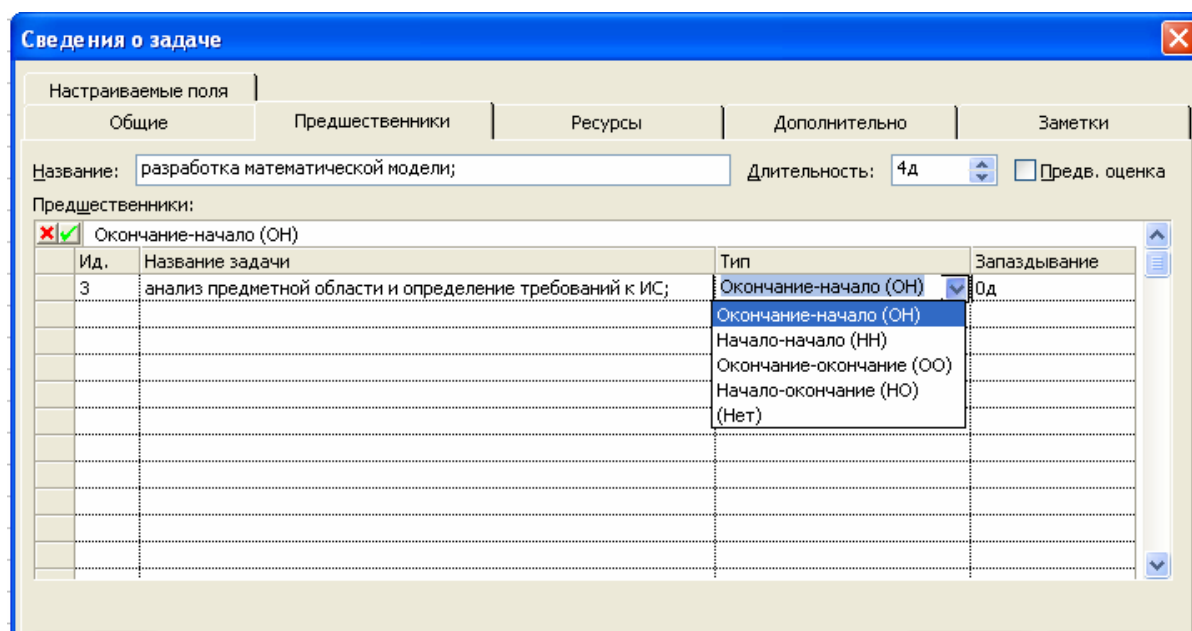 Сведения о задаче
Настраиваемые поля
Общие Предшественники Ресурсы Дополнительно Заметки
Название: разработка математической модели; Длительность: 4д Предв. оценка
Предшественники:
Окончание-начало (ОН)
Ид. Название задачи Тип Запаздывание
3 анализ предметной области и определение требований к ИС; Окончание-начало (ОН) 0д
Окончание-начало (ОН)
Начало-начало (НН)
Окончание-окончание (ОО)
Начало-окончание (НО)
(Нет)